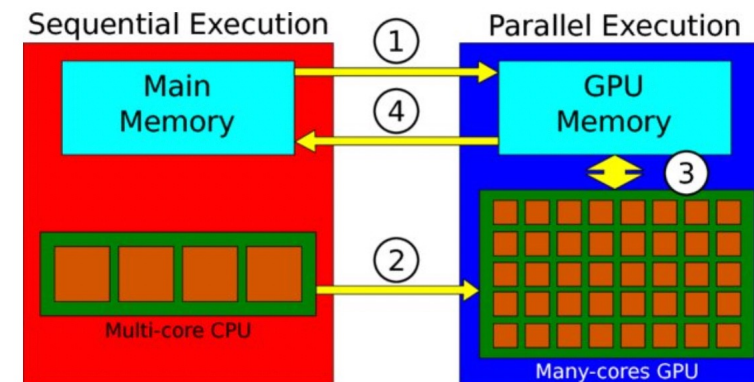 Sequential Execution
Parallel Execution
1
Main
Memory
GPU
Memory
4
3
2
Multi-core CPU
Many-cores GPU